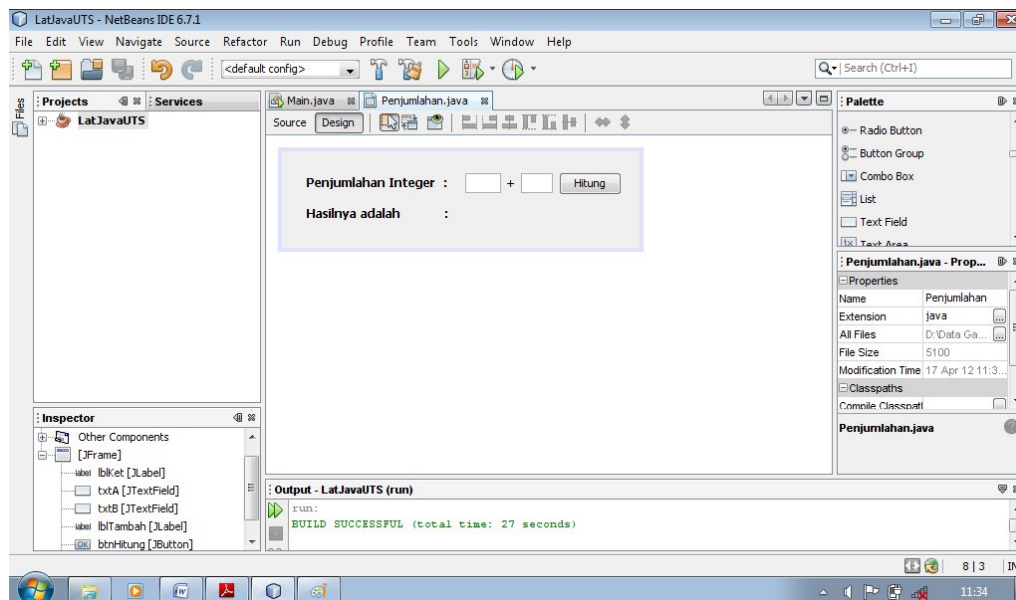 LatJavaUTS - NetBeans IDE 6.7.1
File Edit View Navigate Source Refactor Run Debug Profile Team Tools Window Help
<default config>
Search (Ctrl+I)
Files
Projects
Services
LatJavaUTS
Main.java
Penjumlahan.java
Source Design
Penjumlahan Integer :
+
Hitung
Hasilnya adalah :
Palette
Radio Button
Button Group
Combo Box
List
Text Field
Text Area
Penjumlahan.java - Prop...
Properties
Name Penjumlahan
Extension java ...
All Files D:\Data Ga... ...
File Size 5100
Modification Time 17 Apr 12 11:3...
Classpaths
Compile Classpatl
Penjumlahan.java
Inspector
Other Components
[JFrame]
label lblKet [JLabel]
txtA [JTextField]
txtB [JTextField]
label lblTambah [JLabel]
OK btnHitung [JButton]
Output - LatJavaUTS (run)
run:
BUILD SUCCESSFUL (total time: 27 seconds)
8|3
IN
11:34